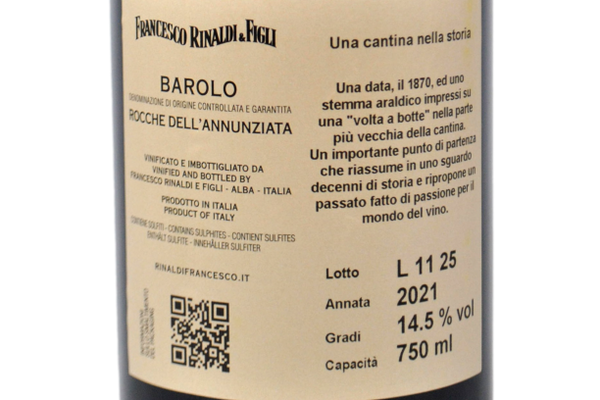 FRANCESCO RINALDI & FIGLI
BAROLO
DENOMINAZIONE DI ORIGINE CONTROLLATA E GARANTITA
ROCCHE DELL'ANNUNZIATA
VINIFICATO E IMBOTTIGLIATO DA
VINIFIED AND BOTTLED BY
FRANCESCO RINALDI E FIGLI - ALBA - ITALIA
PRODOTTO IN ITALIA
PRODUCT OF ITALY
CONTIENE SOLFITI - CONTAINS SULPHITES - CONTIENT SULFITES
ENTHÄLT SULFITE - INNEHÅLLER SULFITER
RINALDIFRANCESCO.IT
INFORMAZIONI
SULLO SMALTIMENTO
DEL PACKAGING
Una cantina nella storia
Una data, il 1870, ed uno
stemma araldico impressi su
una "volta a botte" nella parte
più vecchia della cantina.
Un importante punto di partenza
che riassume in uno sguardo
decenni di storia e ripropone un
passato fatto di passione per il
mondo del vino.
Lotto L 11 25
Annata 2021
Gradi 14.5 % vol
Capacità 750 ml